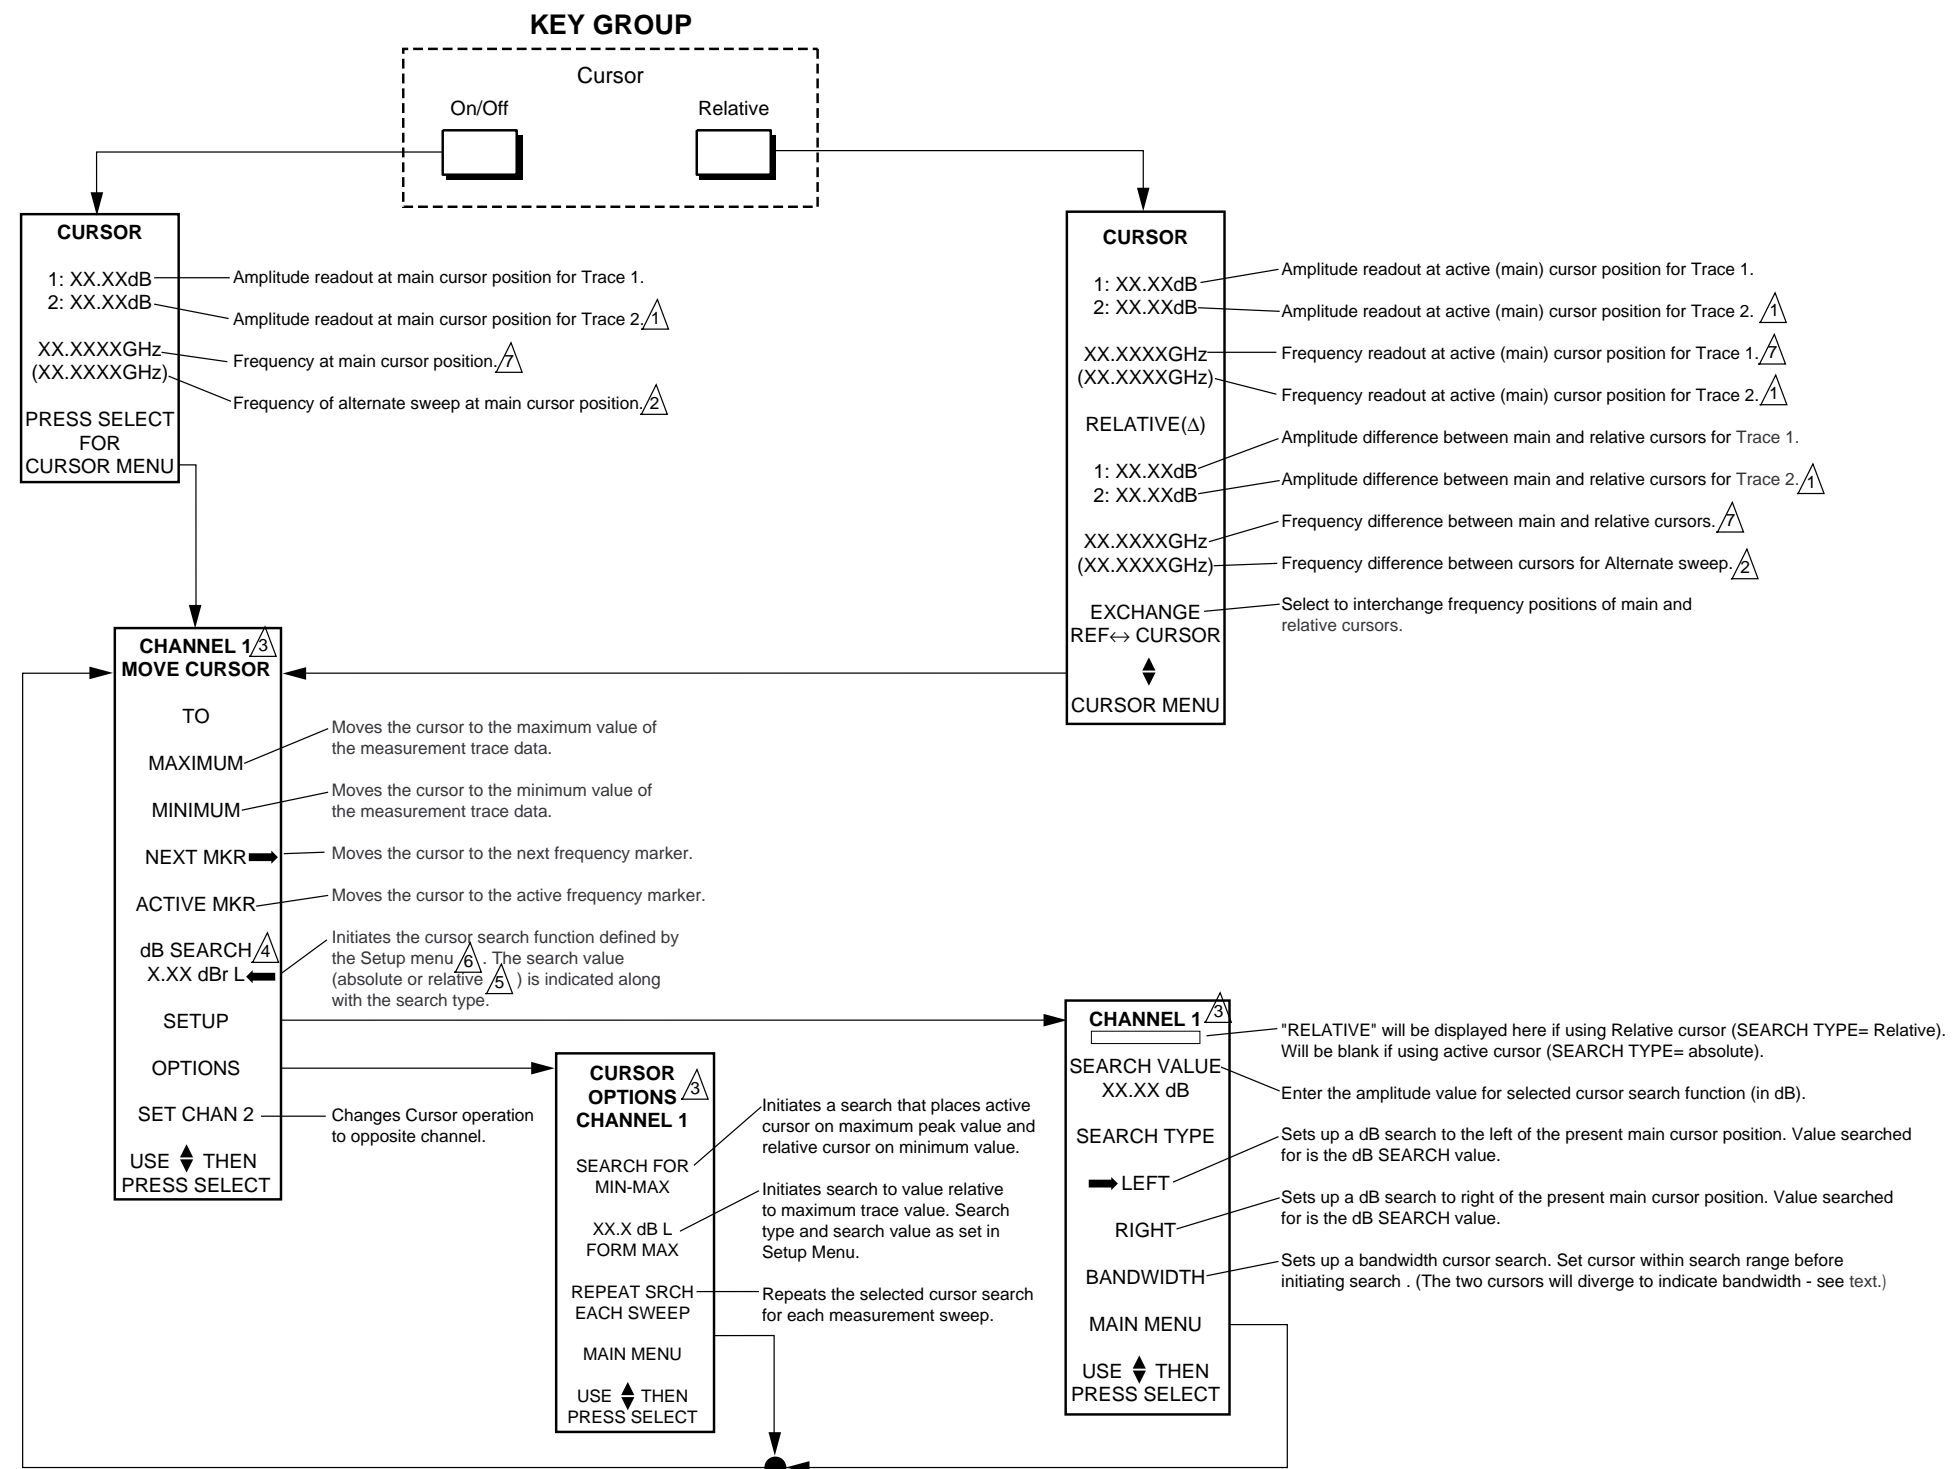 KEY GROUP
Cursor
On/Off
Relative
CURSOR
1: XX.XXdB
2: XX.XXdB
XX.XXXXGHz
(XX.XXXXGHz)
PRESS SELECT
FOR
CURSOR MENU
Amplitude readout at main cursor position for Trace 1.
Amplitude readout at main cursor position for Trace 2. 1
Frequency at main cursor position. 7
Frequency of alternate sweep at main cursor position. 2
CURSOR
1: XX.XXdB
2: XX.XXdB
XX.XXXXGHz
(XX.XXXXGHz)
RELATIVE(Δ)
1: XX.XXdB
2: XX.XXdB
XX.XXXXGHz
(XX.XXXXGHz)
EXCHANGE
REF↔ CURSOR
CURSOR MENU
Amplitude readout at active (main) cursor position for Trace 1.
Amplitude readout at active (main) cursor position for Trace 2. 1
Frequency readout at active (main) cursor position for Trace 1. 7
Frequency readout at active (main) cursor position for Trace 2. 1
Amplitude difference between main and relative cursors for Trace 1.
Amplitude difference between main and relative cursors for Trace 2. 1
Frequency difference between main and relative cursors. 7
Frequency difference between cursors for Alternate sweep. 2
Select to interchange frequency positions of main and
relative cursors.
CHANNEL 1 3
MOVE CURSOR
TO
MAXIMUM
MINIMUM
NEXT MKR
ACTIVE MKR
dB SEARCH 4
X.XX dBr L
SETUP
OPTIONS
SET CHAN 2
USE THEN
PRESS SELECT
Moves the cursor to the maximum value of
the measurement trace data.
Moves the cursor to the minimum value of
the measurement trace data.
Moves the cursor to the next frequency marker.
Moves the cursor to the active frequency marker.
Initiates the cursor search function defined by
the Setup menu 6 . The search value
(absolute or relative 5 ) is indicated along
with the search type.
Changes Cursor operation
to opposite channel.
CURSOR
OPTIONS 3
CHANNEL 1
SEARCH FOR
MIN-MAX
XX.X dB L
FORM MAX
REPEAT SRCH
EACH SWEEP
MAIN MENU
USE THEN
PRESS SELECT
Initiates a search that places active
cursor on maximum peak value and
relative cursor on minimum value.
Initiates search to value relative
to maximum trace value. Search
type and search value as set in
Setup Menu.
Repeats the selected cursor search
for each measurement sweep.
CHANNEL 1 3
SEARCH VALUE
XX.XX dB
SEARCH TYPE
LEFT
RIGHT
BANDWIDTH
MAIN MENU
USE THEN
PRESS SELECT
"RELATIVE" will be displayed here if using Relative cursor (SEARCH TYPE= Relative).
Will be blank if using active cursor (SEARCH TYPE= absolute).
Enter the amplitude value for selected cursor search function (in dB).
Sets up a dB search to the left of the present main cursor position. Value searched
for is the dB SEARCH value.
Sets up a dB search to right of the present main cursor position. Value searched
for is the dB SEARCH value.
Sets up a bandwidth cursor search. Set cursor within search range before
initiating search . (The two cursors will diverge to indicate bandwidth - see text.)